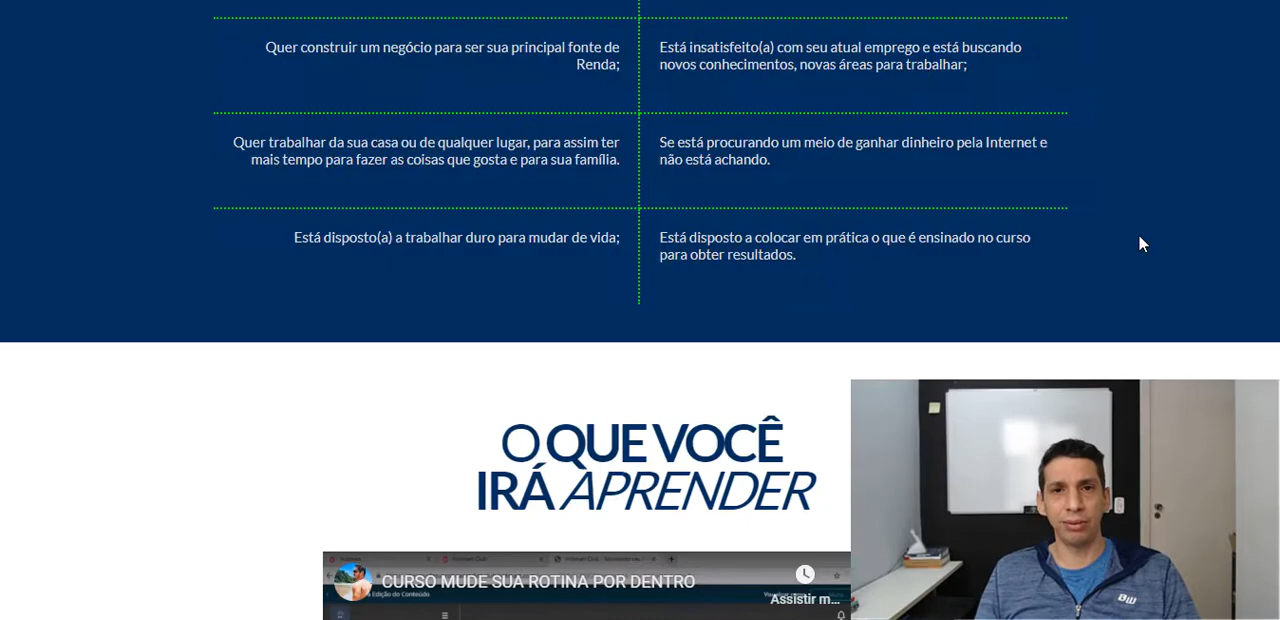 Quer construir um negócio para ser sua principal fonte de
Renda;
Está insatisfeito(a) com seu atual emprego e está buscando
novos conhecimentos, novas áreas para trabalhar;
Quer trabalhar da sua casa ou de qualquer lugar, para assim ter
mais tempo para fazer as coisas que gosta e para sua família.
Se está procurando um meio de ganhar dinheiro pela Internet e
não está achando.
Está disposto(a) a trabalhar duro para mudar de vida;
Está disposto a colocar em prática o que é ensinado no curso
para obter resultados.
O QUE VOCÊ
IRÁ APRENDER
CURSO MUDE SUA ROTINA POR DENTRO
Assistir m...
Edição do Conteúdo